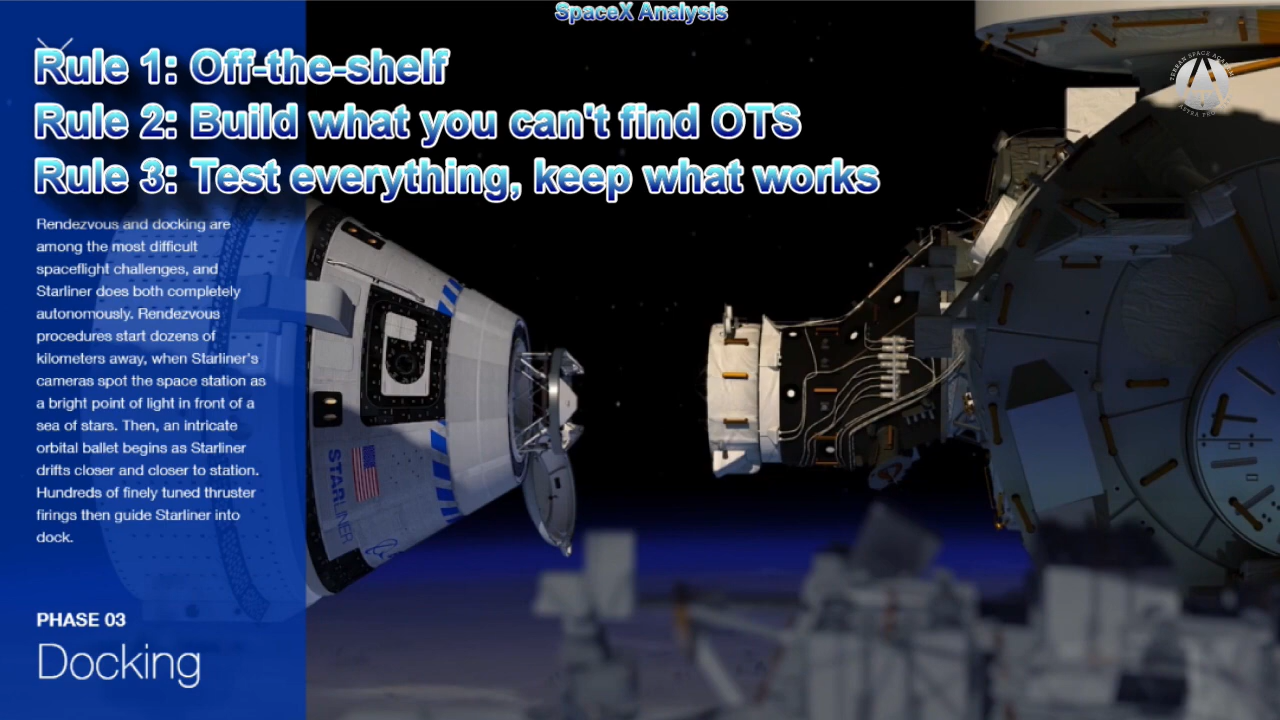 SpaceX Analysis
Rule 1: Off-the-shelf
Rule 2: Build what you can't find OTS
Rule 3: Test everything, keep what works
Rendezvous and docking are
among the most difficult
spaceflight challenges, and
Starliner does both completely
autonomously. Rendezvous
procedures start dozens of
kilometers away, when Starliner's
cameras spot the space station as
a bright point of light in front of a
sea of stars. Then, an intricate
orbital ballet begins as Starliner
drifts closer and closer to station.
Hundreds of finely tuned thruster
firings then guide Starliner into
dock.
PHASE 03
Docking
STARLINER
TERRAN SPACE ACADEMY